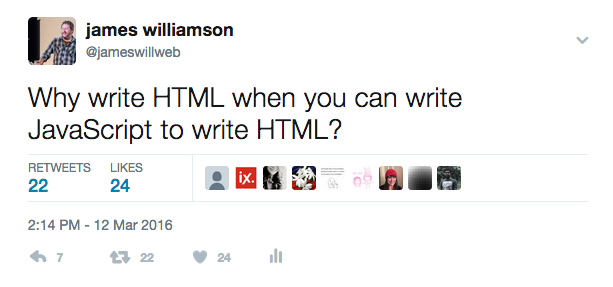 james williamson
@jameswillweb
Why write HTML when you can write
JavaScript to write HTML?
RETWEETS LIKES
22 24
ix.
2:14 PM - 12 Mar 2016
7 22 24